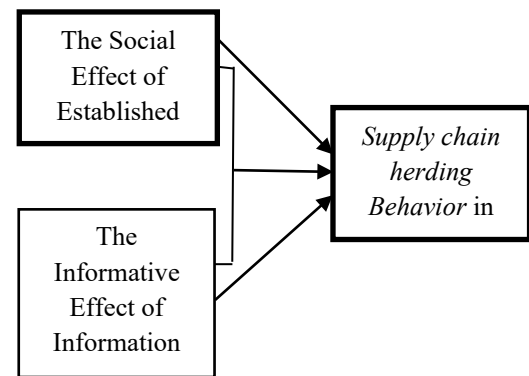 The Social
Effect of
Established
The
Informative
Effect of
Information
Supply chain
herding
Behavior in